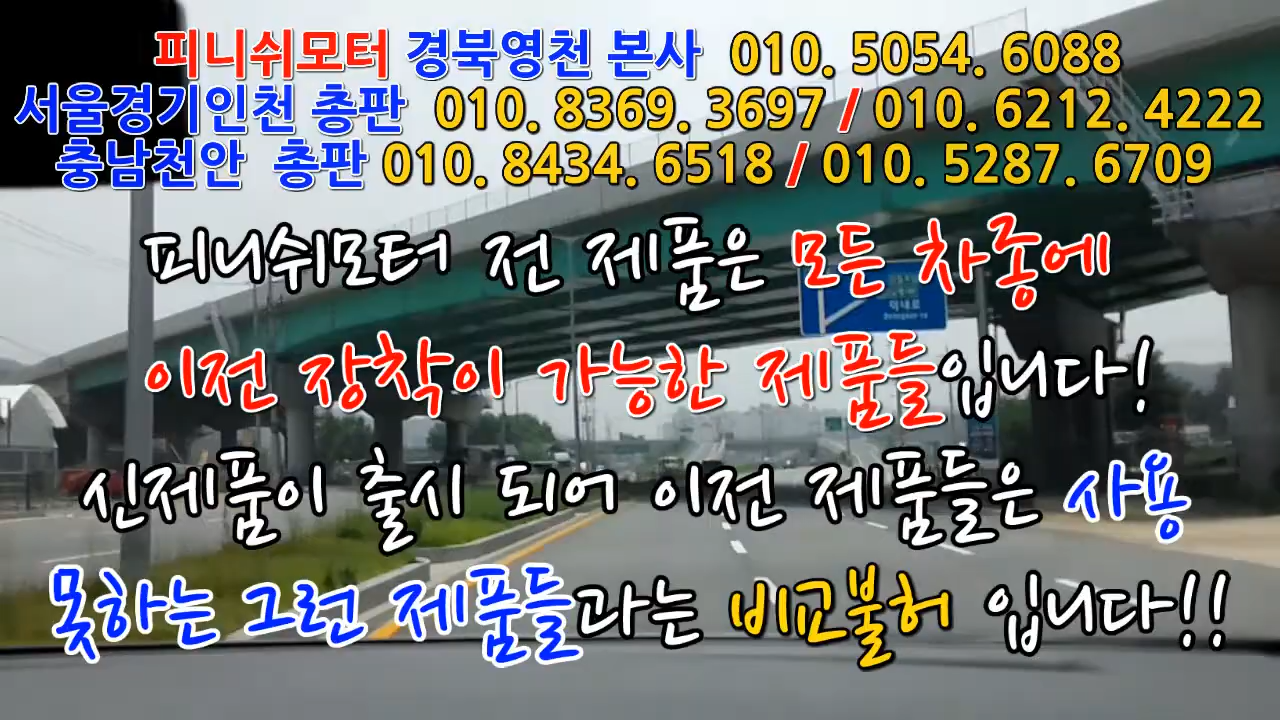 피니쉬모터 경북영천 본사 010. 5054. 6088
서울경기인천 총판 010. 8369. 3697 / 010. 6212. 4222
충남천안 총판 010. 8434. 6518 / 010. 5287. 6709
피니쉬모터 전 제품은 모든 차종에
이전 장착이 가능한 제품들입니다!
신제품이 출시 되어 이전 제품들은 사용
못하는 그런 제품들과는 비교불허 입니다!!